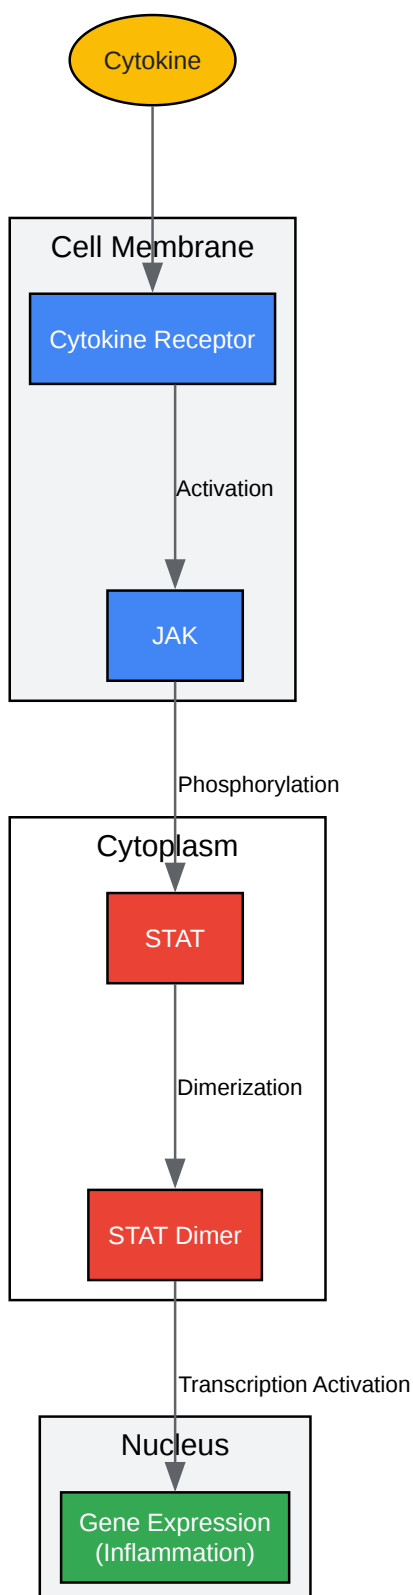 Cytokine
Cell Membrane
Cytokine Receptor
Activation
JAK
Phosphorylation
Cytoplasm
STAT
Dimerization
STAT Dimer
Transcription Activation
Nucleus
Gene Expression
(Inflammation)